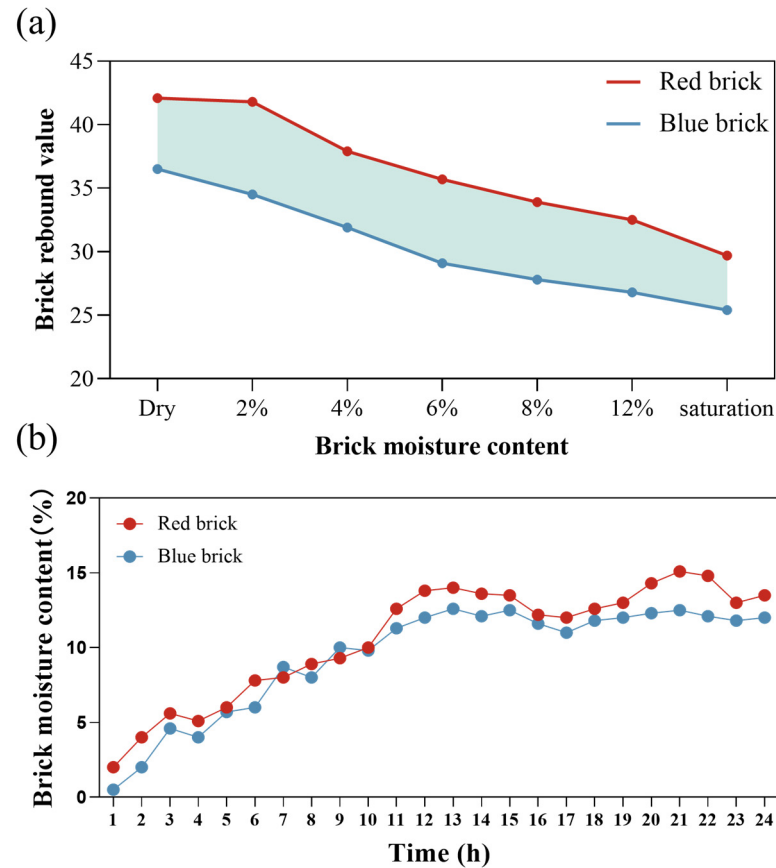 (a)
45
40
35
30
25
20
Brick rebound value
Red brick
Blue brick
Dry 2% 4% 6% 8% 12% saturation
Brick moisture content
(b)
20
15
10
5
0
Brick moisture content(%)
Red brick
Blue brick
1 2 3 4 5 6 7 8 9 10 11 12 13 14 15 16 17 18 19 20 21 22 23 24
Time (h)